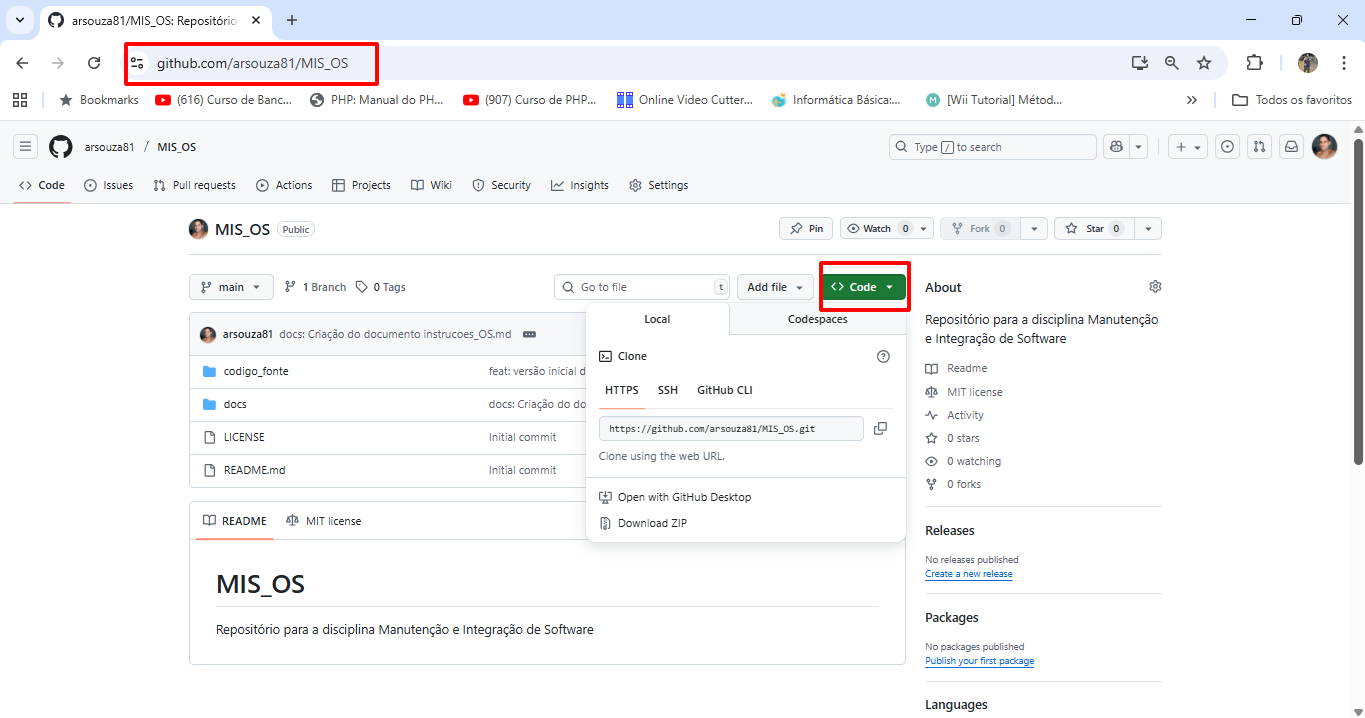 arsouza81/MIS_OS: Repositório
github.com/arsouza81/MIS_OS
Bookmarks
(616) Curso de Banc...
PHP: Manual do PH...
(907) Curso de PHP...
Online Video Cutter...
Informática Básica:...
[Wii Tutorial] Métod...
Todos os favoritos
arsouza81 / MIS_OS
Type / to search
Code
Issues
Pull requests
Actions
Projects
Wiki
Security
Insights
Settings
MIS_OS Public
Pin
Watch 0
Fork 0
Star 0
main
1 Branch
0 Tags
Go to file t
Add file
Code
arsouza81 docs: Criação do documento instrucoes_OS.md
codigo_fonte feat: versão inicial d
docs docs: Criação do do
LICENSE Initial commit
README.md Initial commit
Local
Codespaces
Clone
HTTPS SSH GitHub CLI
https://github.com/arsouza81/MIS_OS.git
Clone using the web URL.
Open with GitHub Desktop
Download ZIP
README
MIT license
MIS_OS
Repositório para a disciplina Manutenção e Integração de Software
About
Repositório para a disciplina Manutenção
e Integração de Software
Readme
MIT license
Activity
0 stars
0 watching
0 forks
Releases
No releases published
Create a new release
Packages
No packages published
Publish your first package
Languages